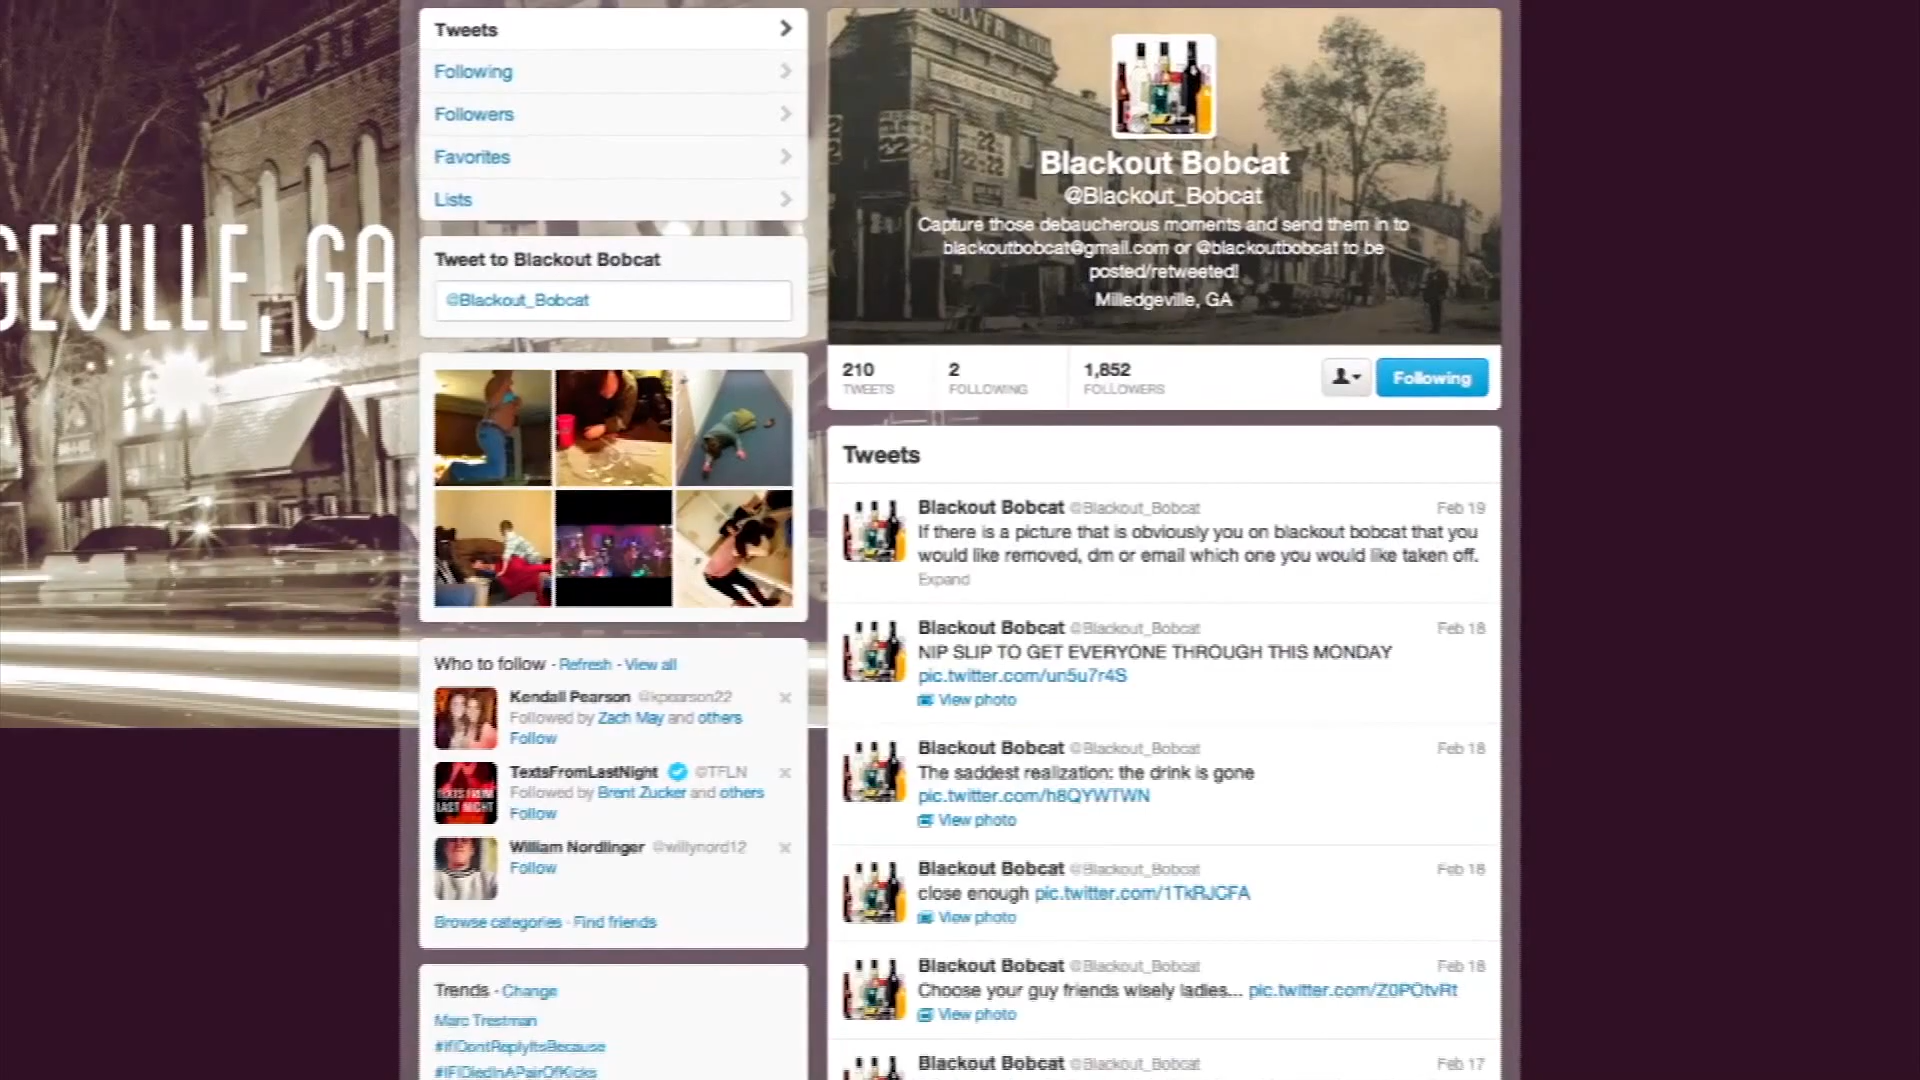 GEVILLE, GA
Tweets
Following
Followers
Favorites
Lists
Tweet to Blackout Bobcat
@Blackout_Bobcat
Who to follow · Refresh · View all
Kendall Pearson @kpearson22
Followed by Zach May and others
Follow
TEXTS FROM
LAST NIGHT
TextsFromLastNight @TFLN
Followed by Brent Zucker and others
Follow
William Nordlinger @willynord12
Follow
Browse categories · Find friends
Trends · Change
Marc Trestman
#IfIDontReplyItsBecause
#IFIDiedInAPairOfKicks
Blackout Bobcat
@Blackout_Bobcat
Capture those debaucherous moments and send them in to
blackoutbobcat@gmail.com or @blackoutbobcat to be
posted/retweeted!
Milledgeville, GA
210
TWEETS
2
FOLLOWING
1,852
FOLLOWERS
Following
Tweets
Blackout Bobcat @Blackout_Bobcat Feb 19
If there is a picture that is obviously you on blackout bobcat that you
would like removed, dm or email which one you would like taken off.
Expand
Blackout Bobcat @Blackout_Bobcat Feb 18
NIP SLIP TO GET EVERYONE THROUGH THIS MONDAY
pic.twitter.com/un5u7r4S
View photo
Blackout Bobcat @Blackout_Bobcat Feb 18
The saddest realization: the drink is gone
pic.twitter.com/h8QYWTWN
View photo
Blackout Bobcat @Blackout_Bobcat Feb 18
close enough pic.twitter.com/1TkRJCFA
View photo
Blackout Bobcat @Blackout_Bobcat Feb 18
Choose your guy friends wisely ladies... pic.twitter.com/Z0POtvRt
View photo
Blackout Bobcat @Blackout_Bobcat Feb 17